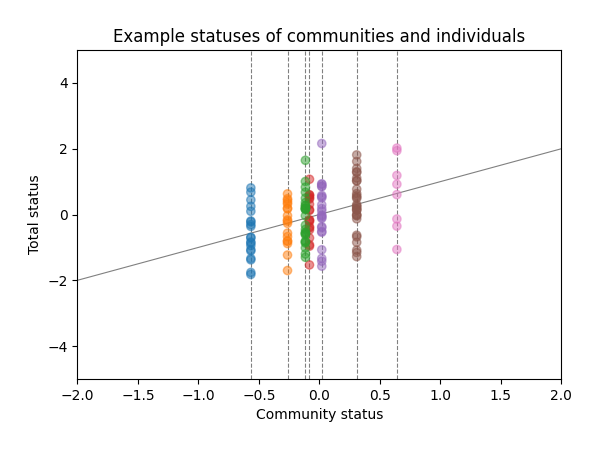 Example statuses of communities and individuals
4
2
0
−2
−4
Total status
−2.0 −1.5 −1.0 −0.5 0.0 0.5 1.0 1.5 2.0
Community status